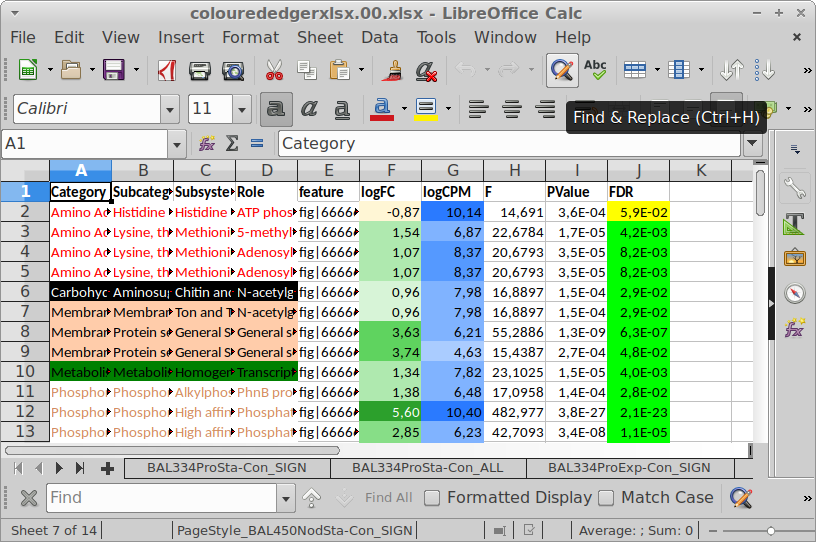 colourededgerxlsx.00.xlsx - LibreOffice Calc
File Edit View Insert Format Sheet Data Tools Window Help
Abc
Calibri 11 a a a a
Find & Replace (Ctrl+H)
A1 Category
A B C D E F G H I J K
1 Category Subcateg Subsyste Role feature logFC logCPM F PValue FDR
2 Amino Ac Histidine Histidine ATP phos fig|6666 -0,87 10,14 14,691 3,6E-04 5,9E-02
3 Amino Ac Lysine, th Methioni 5-methyl fig|6666 1,54 6,87 22,6784 1,7E-05 4,2E-03
4 Amino Ac Lysine, th Methioni Adenosyl fig|6666 1,07 8,37 20,6793 3,5E-05 8,2E-03
5 Amino Ac Lysine, th Methioni Adenosyl fig|6666 1,07 8,37 20,6793 3,5E-05 8,2E-03
6 Carbohyc Aminosu Chitin and N-acetylg fig|6666 0,96 7,98 16,8897 1,5E-04 2,9E-02
7 Membrar Membrar Ton and T N-acetylg fig|6666 0,96 7,98 16,8897 1,5E-04 2,9E-02
8 Membrar Protein se General S General s fig|6666 3,63 6,21 55,2886 1,3E-09 6,3E-07
9 Membrar Protein se General S General s fig|6666 3,74 4,63 15,4387 2,7E-04 4,8E-02
10 Metaboli Metaboli Homoger Transcrip fig|6666 1,34 7,82 23,1025 1,5E-05 4,0E-03
11 Phospho Phospho Alkylpho PhnB pro fig|6666 1,38 6,48 17,0958 1,4E-04 2,8E-02
12 Phospho Phospho High affir Phosphat fig|6666 5,60 10,40 482,977 3,8E-27 2,1E-23
13 Phospho Phospho High affir Phosphat fig|6666 2,85 6,23 42,7093 3,4E-08 1,1E-05
BAL334ProSta-Con_SIGN BAL334ProSta-Con_ALL BAL334ProExp-Con_SIGN
Find Find All Formatted Display Match Case
Sheet 7 of 14 PageStyle_BAL450NodSta-Con_SIGN Average: ; Sum: 0